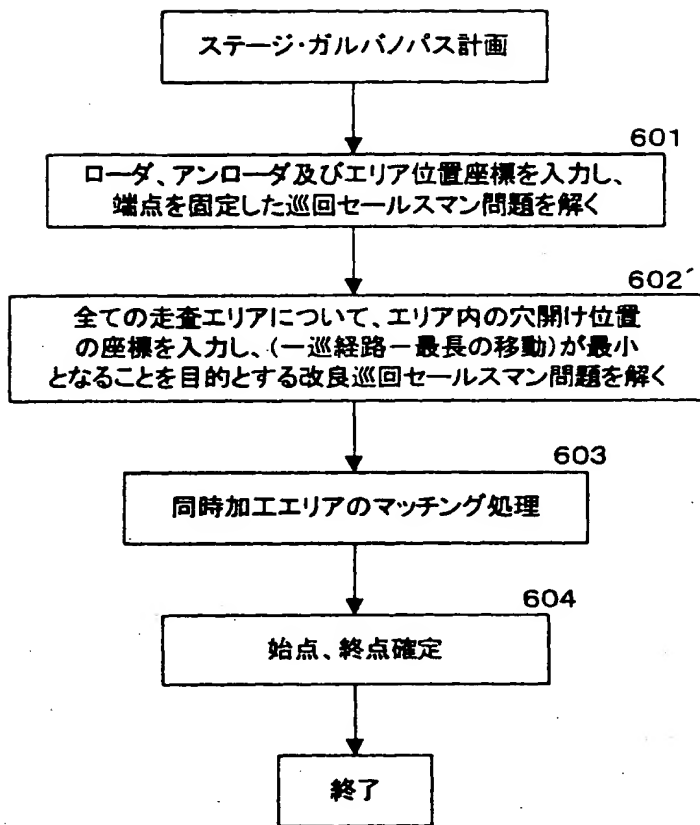 ステージ・ガルバノパス計画
601
ローダ、アンローダ及びエリア位置座標を入力し、
端点を固定した巡回セールスマン問題を解く
602´
全ての走査エリアについて、エリア内の穴開け位置
の座標を入力し、(一巡経路－最長の移動)が最小
となることを目的とする改良巡回セールスマン問題を解く
603
同時加工エリアのマッチング処理
604
始点、終点確定
終了